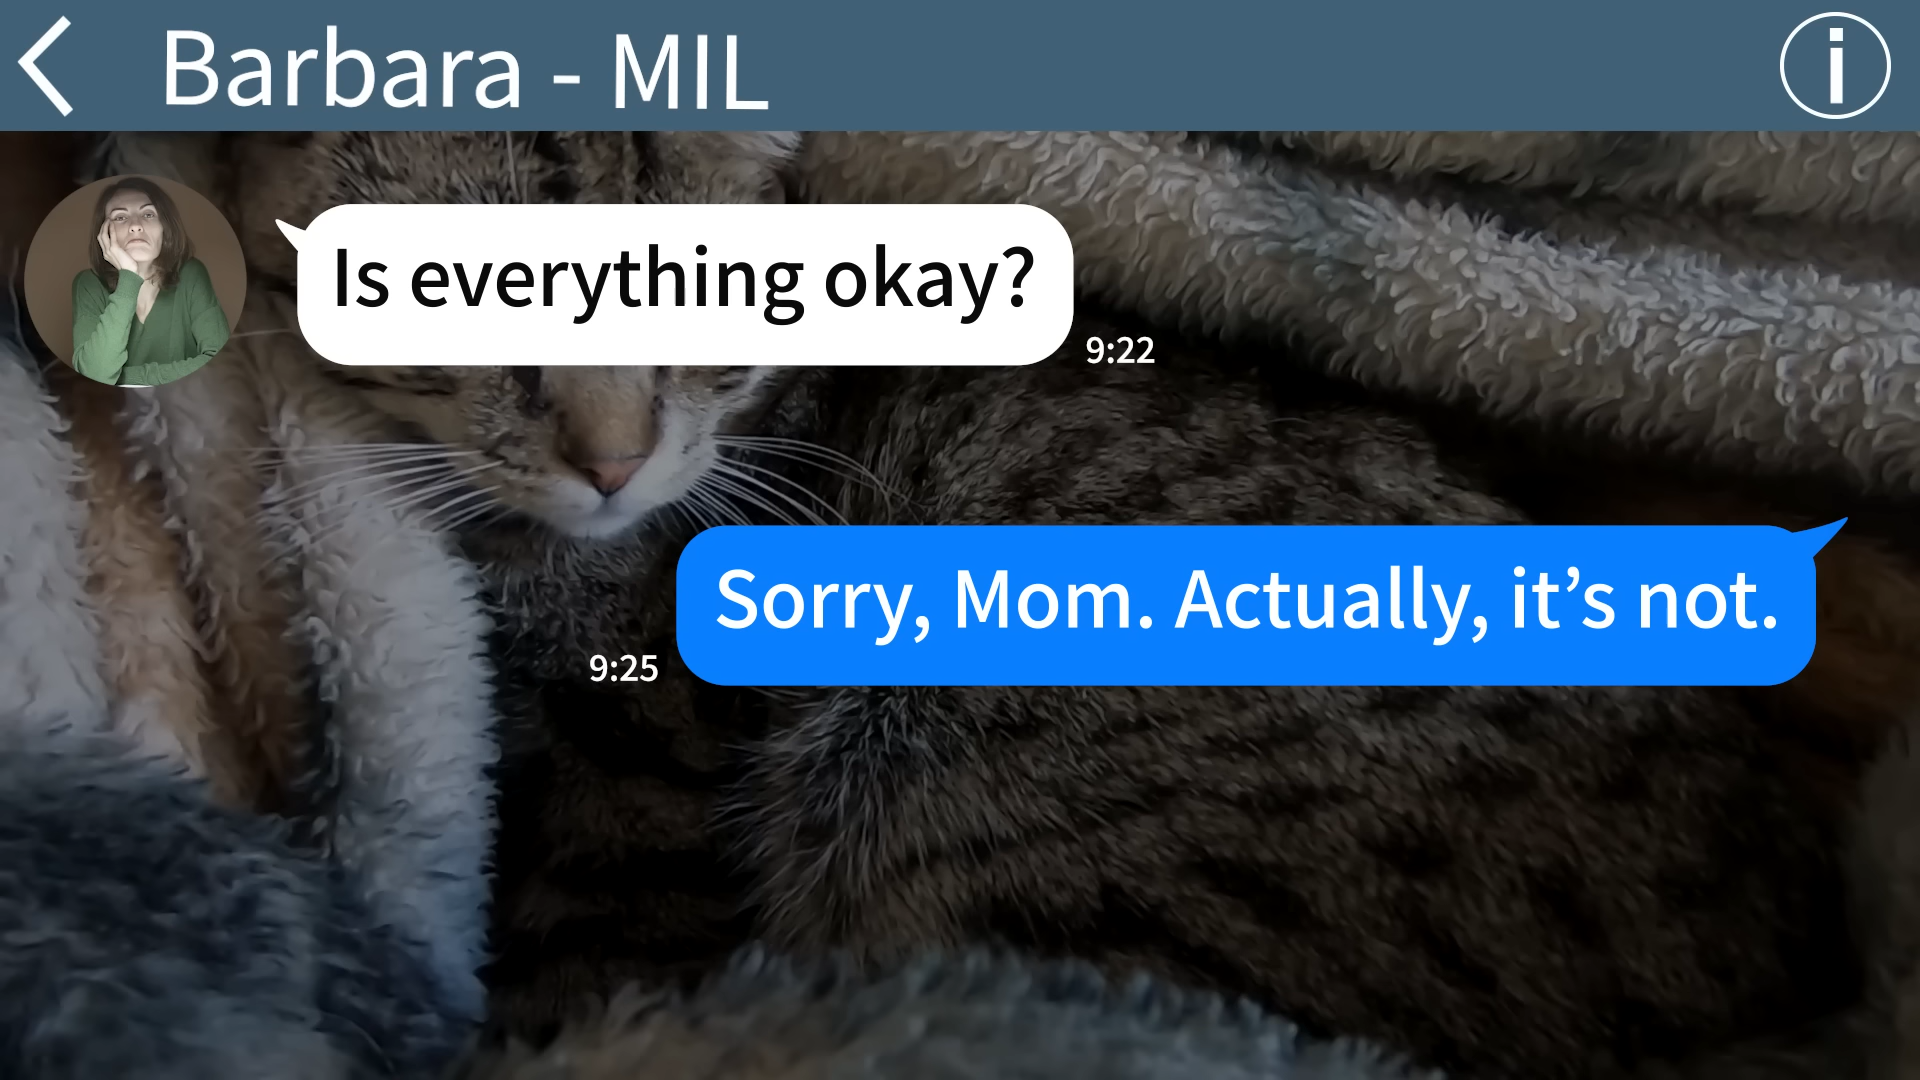 Barbara - MIL
Is everything okay?
9:22
Sorry, Mom. Actually, it’s not.
9:25